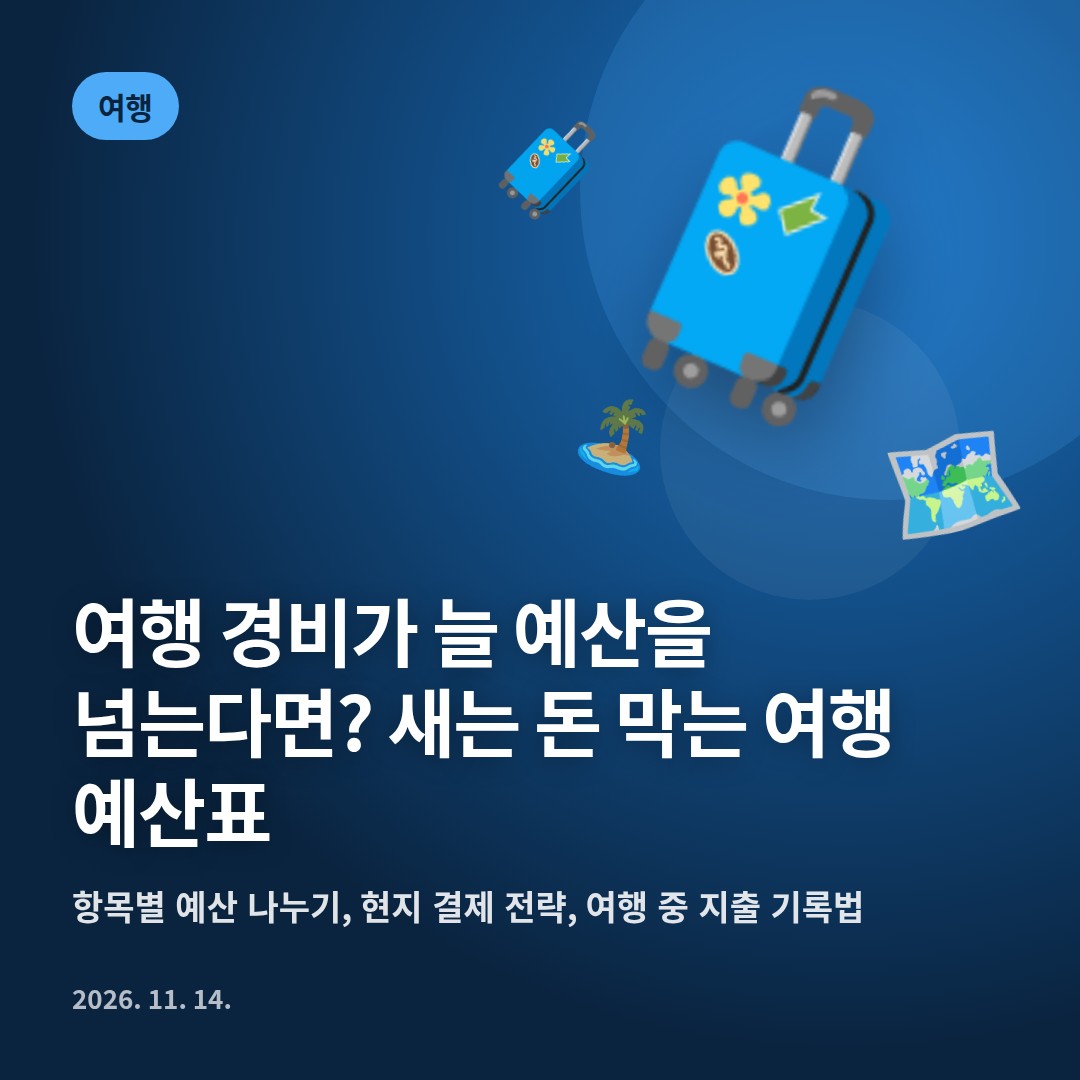 여행
여행 경비가 늘 예산을
넘는다면? 새는 돈 막는 여행
예산표
항목별 예산 나누기, 현지 결제 전략, 여행 중 지출 기록법
2026. 11. 14.